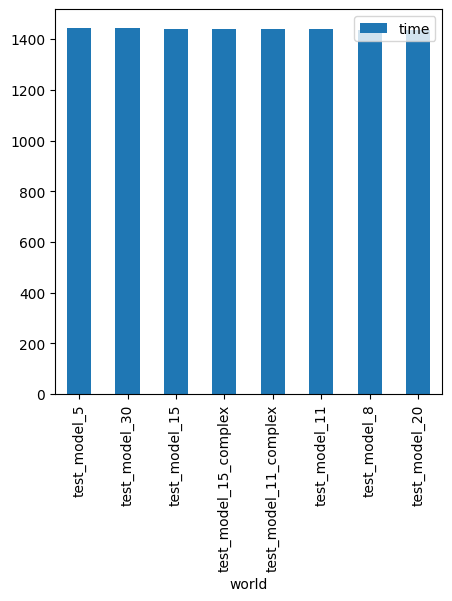 1400
1200
1000
800
600
400
200
0
time
test_model_5
test_model_30
test_model_15
test_model_15_complex
test_model_11_complex
test_model_11
test_model_8
test_model_20
world